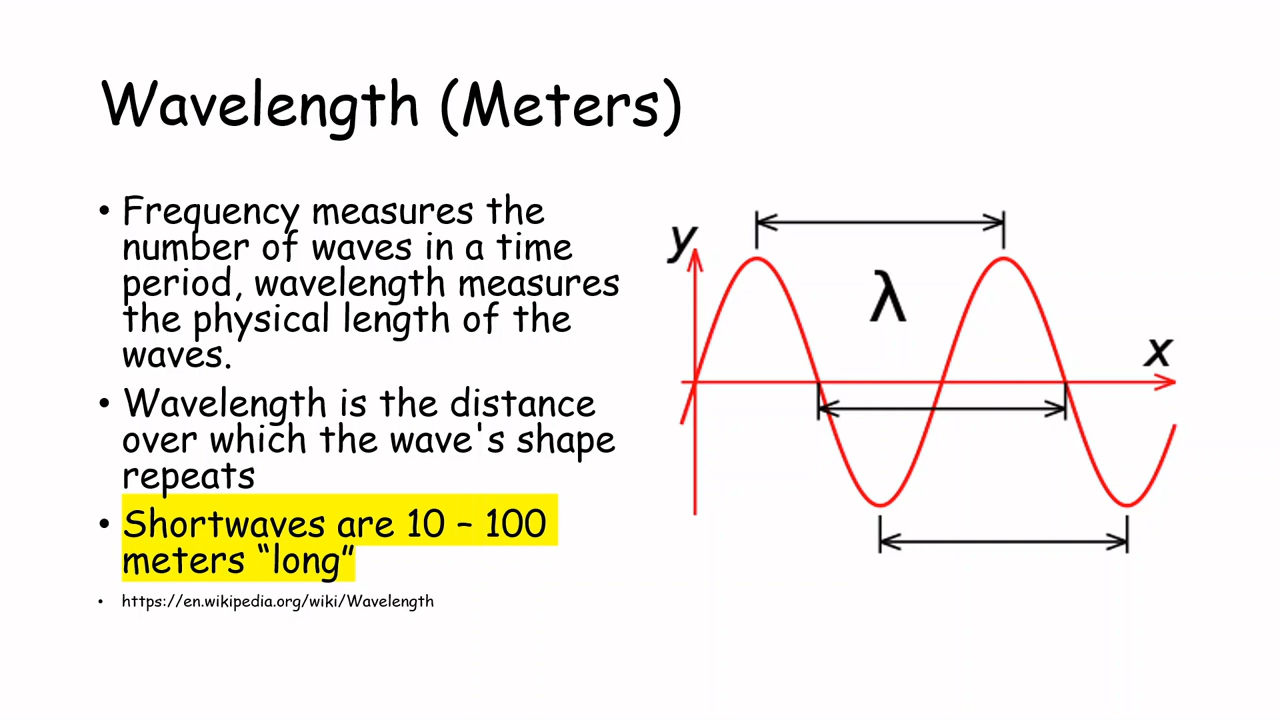 Wavelength (Meters)
• Frequency measures the
number of waves in a time
period, wavelength measures
the physical length of the
waves.
• Wavelength is the distance
over which the wave's shape
repeats
• Shortwaves are 10 – 100
meters “long”
• https://en.wikipedia.org/wiki/Wavelength
y
λ
x